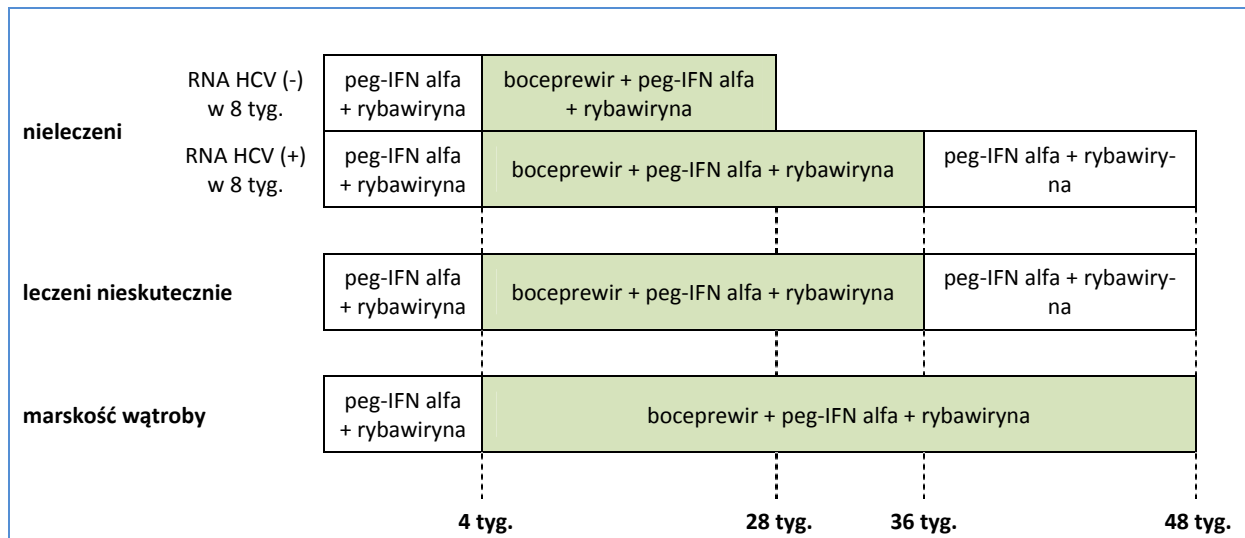 RNA HCV (-)
w 8 tyg.
peg-IFN alfa
+ rybawiryna
boceprewir + peg-IFN alfa
+ rybawiryna
nieleczeni
RNA HCV (+)
w 8 tyg.
peg-IFN alfa
+ rybawiryna
boceprewir + peg-IFN alfa + rybawiryna
peg-IFN alfa + rybawiry-
na
leczeni nieskutecznie
peg-IFN alfa
+ rybawiryna
boceprewir + peg-IFN alfa + rybawiryna
peg-IFN alfa + rybawiry-
na
marskość wątroby
peg-IFN alfa
+ rybawiryna
boceprewir + peg-IFN alfa + rybawiryna
4 tyg.
28 tyg.
36 tyg.
48 tyg.